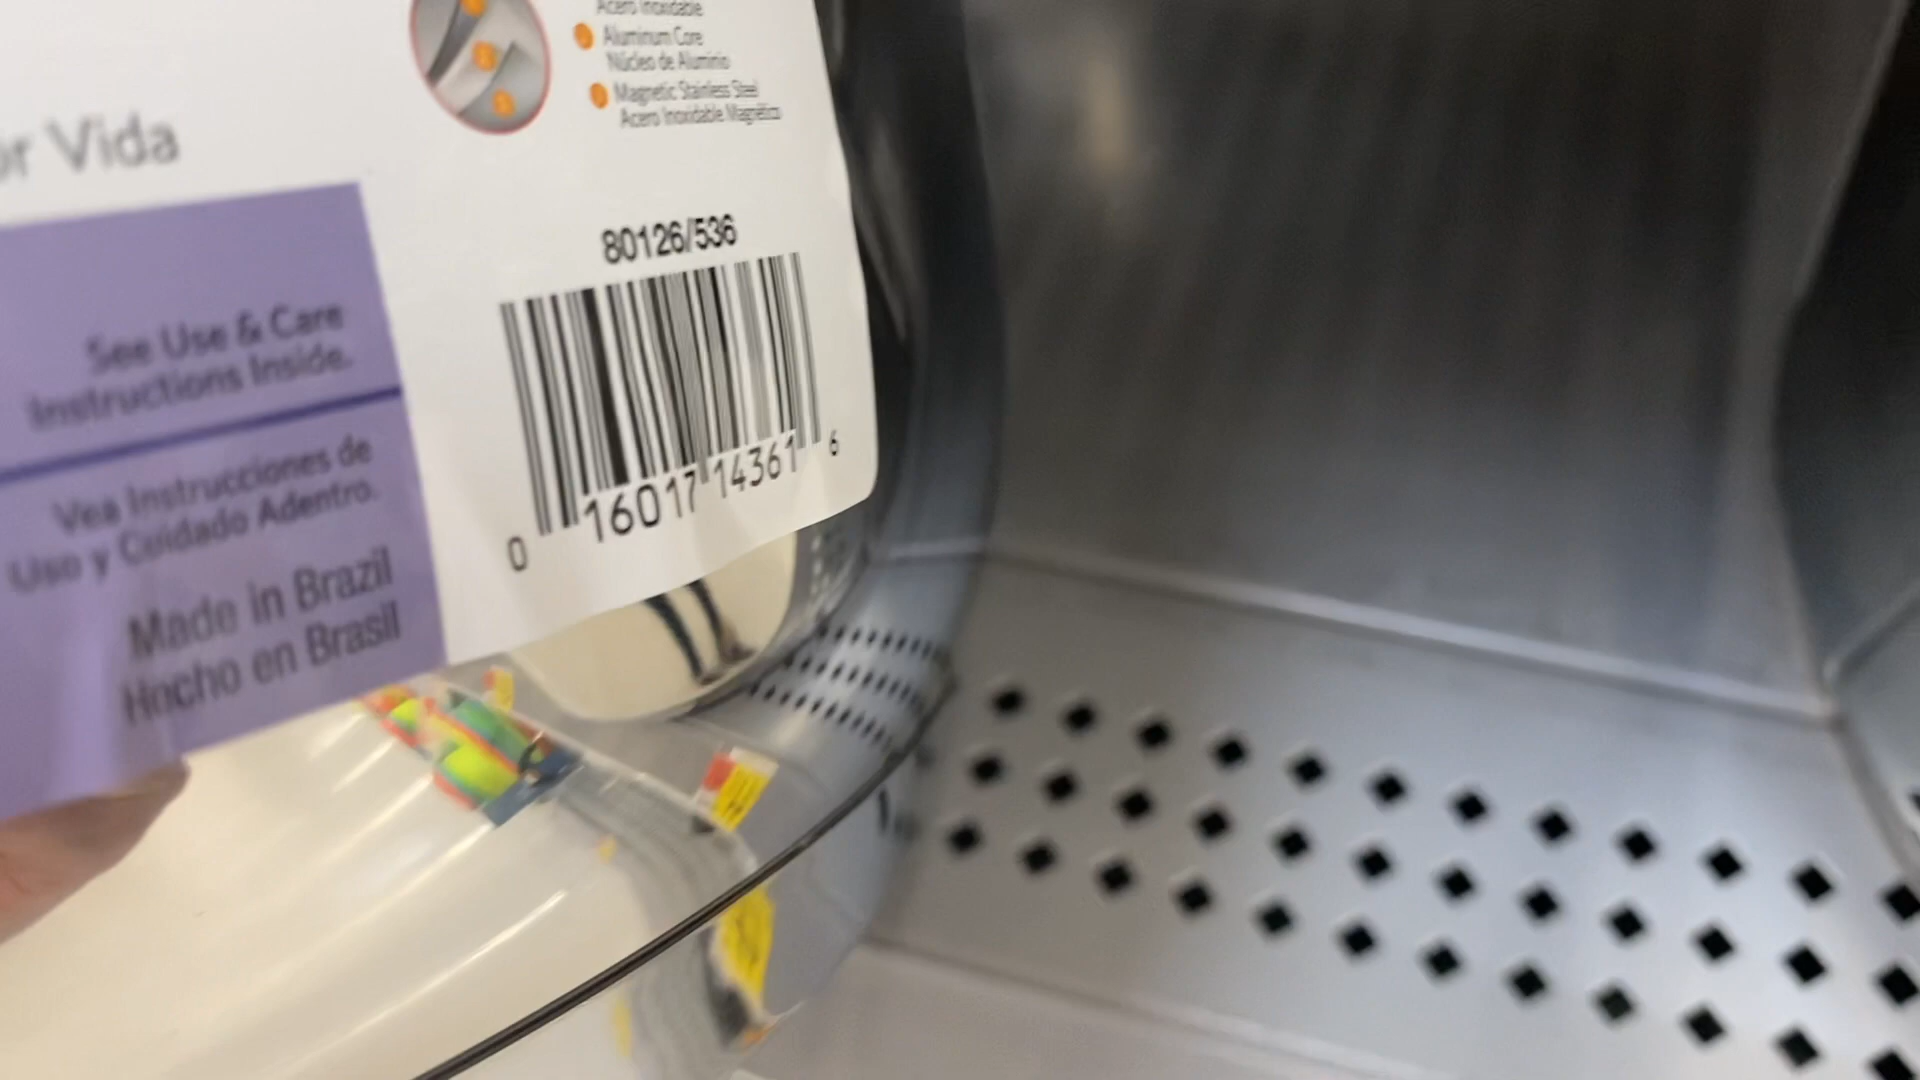 Acero Inoxidable
Aluminum Core
Núcleo de Aluminio
Magnetic Stainless Steel
Acero Inoxidable Magnético
or Vida
80126/536
0 16017 14361 6
See Use & Care
Instructions Inside.
Vea Instrucciones de
Uso y Cuidado Adentro.
Made in Brazil
Hecho en Brasil